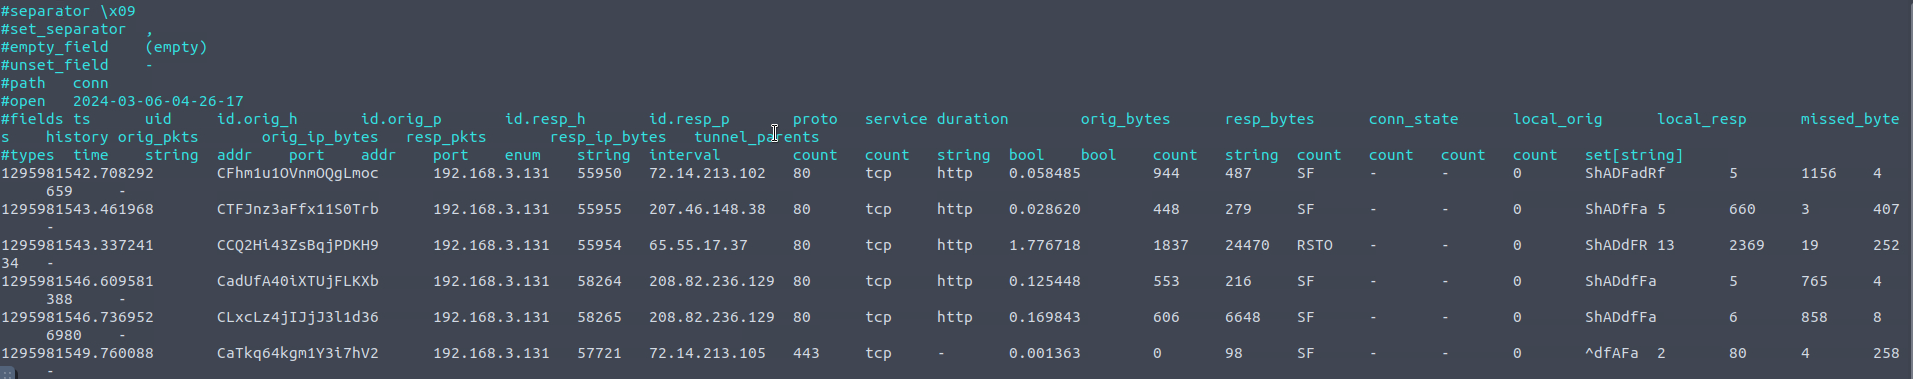 #separator \x09
#set_separator	,
#empty_field	(empty)
#unset_field	-
#path	conn
#open	2024-03-06-04-26-17
#fields	ts	uid	id.orig_h	id.orig_p	id.resp_h	id.resp_p	proto	service	duration	orig_bytes	resp_bytes	conn_state	local_orig	local_resp	missed_byte
s	history	orig_pkts	orig_ip_bytes	resp_pkts	resp_ip_bytes	tunnel_parents
#types	time	string	addr	port	addr	port	enum	string	interval	count	count	string	bool	bool	count	string	count	count	count	count	set[string]
1295981542.708292	CFhm1u1OVnmOQgLmoc	192.168.3.131	55950	72.14.213.102	80	tcp	http	0.058485	944	487	SF	-	-	0	ShADFadRf	5	1156	4
659	-
1295981543.461968	CTFJnz3aFfx11S0Trb	192.168.3.131	55955	207.46.148.38	80	tcp	http	0.028620	448	279	SF	-	-	0	ShADfFa	5	660	3	407
-
1295981543.337241	CCQ2Hi43ZsBqjPDKH9	192.168.3.131	55954	65.55.17.37	80	tcp	http	1.776718	1837	24470	RSTO	-	-	0	ShADdFR	13	2369	19	252
34	-
1295981546.609581	CadUfA40iXTUjFLKXb	192.168.3.131	58264	208.82.236.129	80	tcp	http	0.125448	553	216	SF	-	-	0	ShADdfFa	5	765	4
388	-
1295981546.736952	CLxcLz4jIJjJ3l1d36	192.168.3.131	58265	208.82.236.129	80	tcp	http	0.169843	606	6648	SF	-	-	0	ShADdfFa	6	858	8
6980	-
1295981549.760088	CaTkq64kgm1Y3i7hV2	192.168.3.131	57721	72.14.213.105	443	tcp	-	0.001363	0	98	SF	-	-	0	^dfAFa	2	80	4	258
-